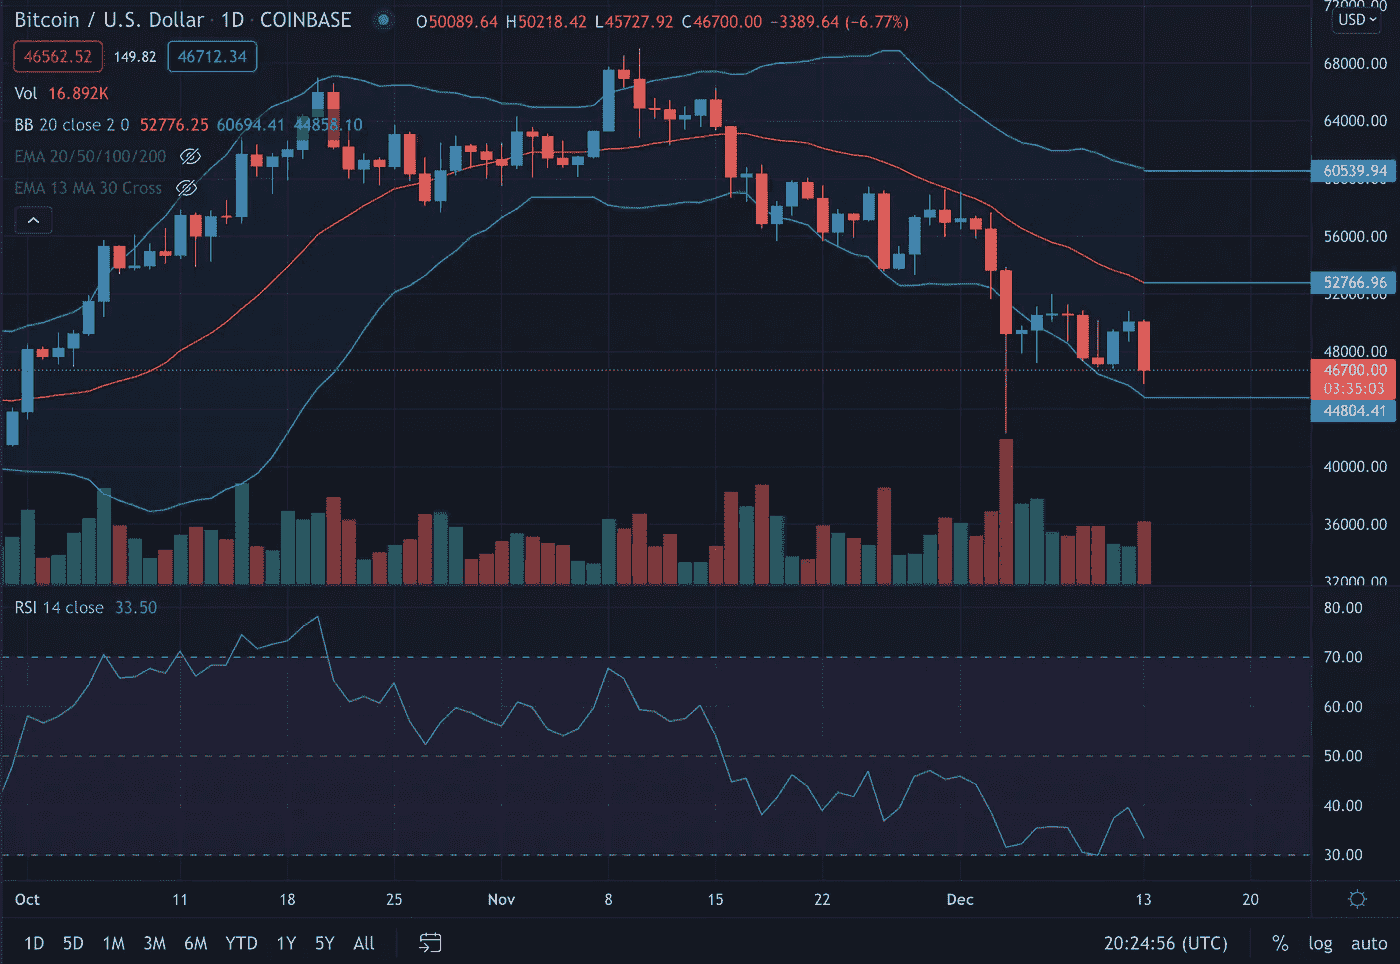 Bitcoin / U.S. Dollar · 1D · COINBASE O50089.64 H50218.42 L45727.92 C46700.00 −3389.64 (−6.77%)
46562.52 149.82 46712.34
Vol 16.892K
BB 20 close 2 0 52776.25 60694.41 44858.10
EMA 20/50/100/200
EMA 13 MA 30 Cross
72000.00
USD
68000.00
64000.00
60539.94
60000.00
56000.00
52766.96
52000.00
48000.00
46700.00
03:35:03
44804.41
40000.00
36000.00
32000.00
RSI 14 close 33.50
80.00
70.00
60.00
50.00
40.00
30.00
Oct 11 18 25 Nov 8 15 22 Dec 13 20
1D 5D 1M 3M 6M YTD 1Y 5Y All 20:24:56 (UTC) % log auto